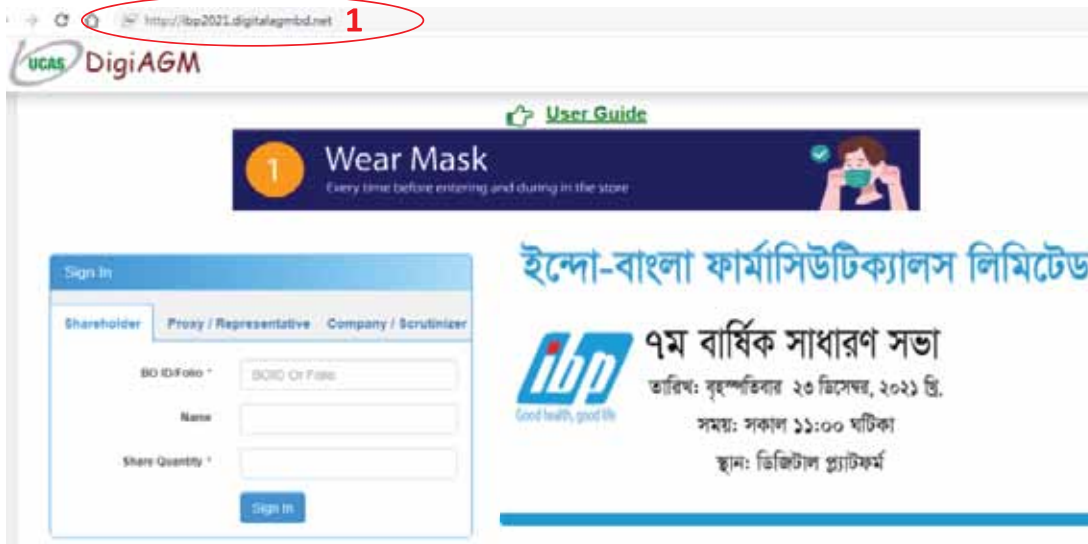 http://ibp2021.digitalagmbd.net
1
UCAS DigiAGM
User Guide
1
Wear Mask
Every time before entering and during in the store
Sign In
Shareholder Proxy / Representative Company / Scrutinizer
BO ID/Folio *
BOID Or Folio
Name
Share Quantity *
Sign In
ইন্দো-বাংলা ফার্মাসিউটিক্যালস লিমিটেড
ibp
Good health, good life
৭ম বার্ষিক সাধারণ সভা
তারিখ: বৃহস্পতিবার ২৩ ডিসেম্বর, ২০২১ খ্রি.
সময়: সকাল ১১:০০ ঘটিকা
স্থান: ডিজিটাল প্ল্যাটফর্ম